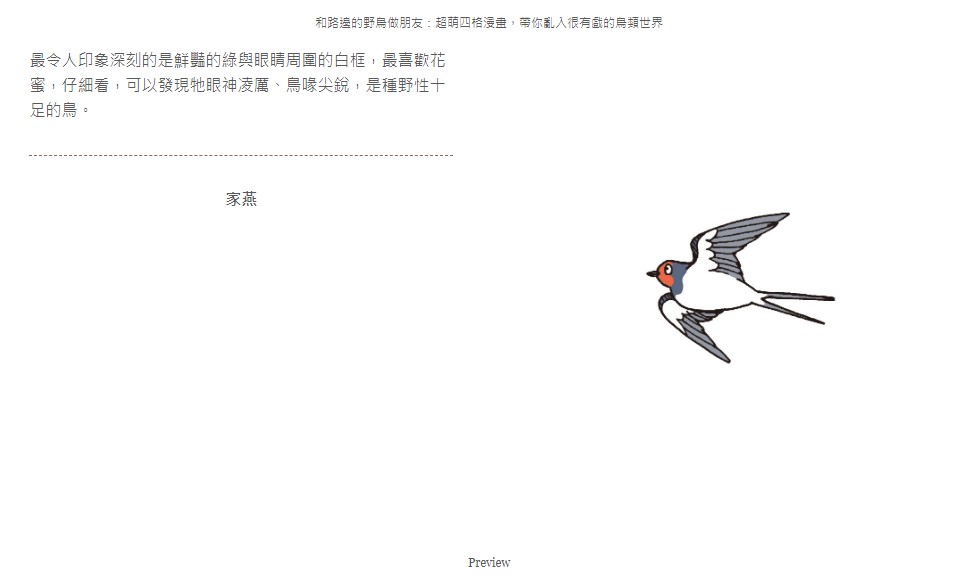 和路邊的野鳥做朋友：超萌四格漫畫，帶你亂入很有戲的鳥類世界
最令人印象深刻的是鮮豔的綠與眼睛周圍的白框，最喜歡花
蜜，仔細看，可以發現牠眼神凌厲、鳥喙尖銳，是種野性十
足的鳥。
家燕
Preview